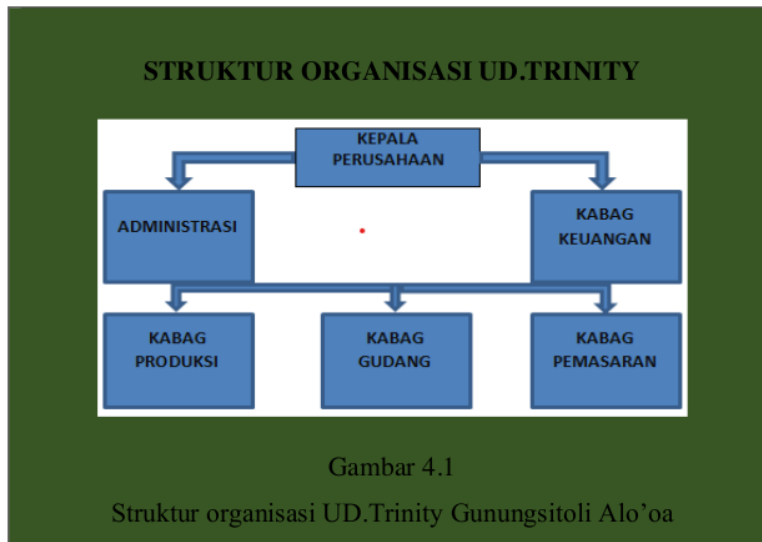 STRUKTUR ORGANISASI UD.TRINITY
KEPALA
PERUSAHAAN
ADMINISTRASI
KABAG
KEUANGAN
KABAG
PRODUKSI
KABAG
GUDANG
KABAG
PEMASARAN
Gambar 4.1
Struktur organisasi UD.Trinity Gunungsitoli Alo’oa